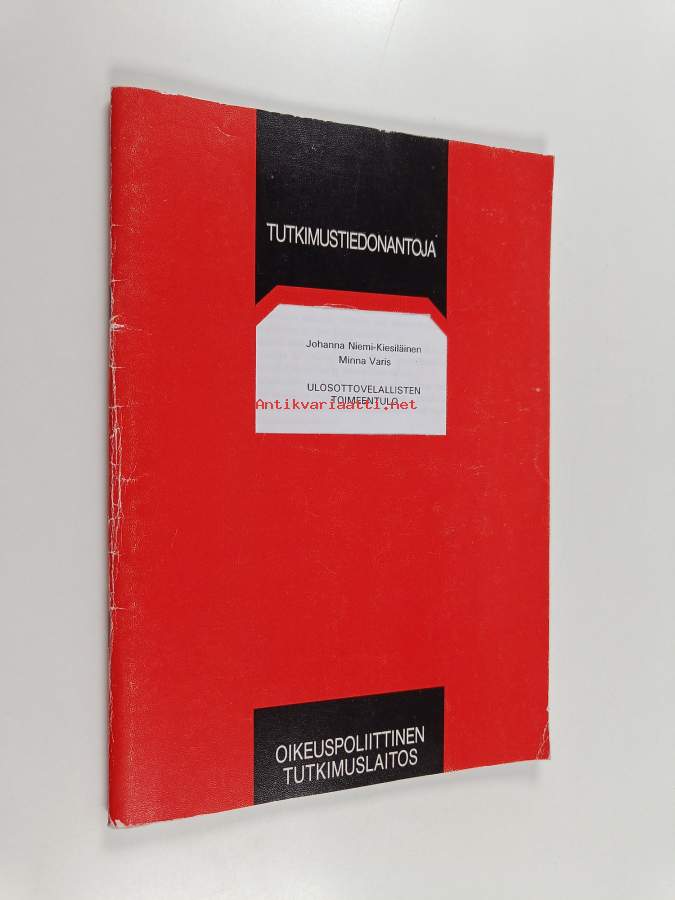 TUTKIMUSTIEDONANTOJA
Johanna Niemi-Kiesiläinen
Minna Varis
ULOSOTTOVELALLISTEN
TOIMEENTULO
Antikvariaatti.net
OIKEUSPOLIITTINEN
TUTKIMUSLAITOS